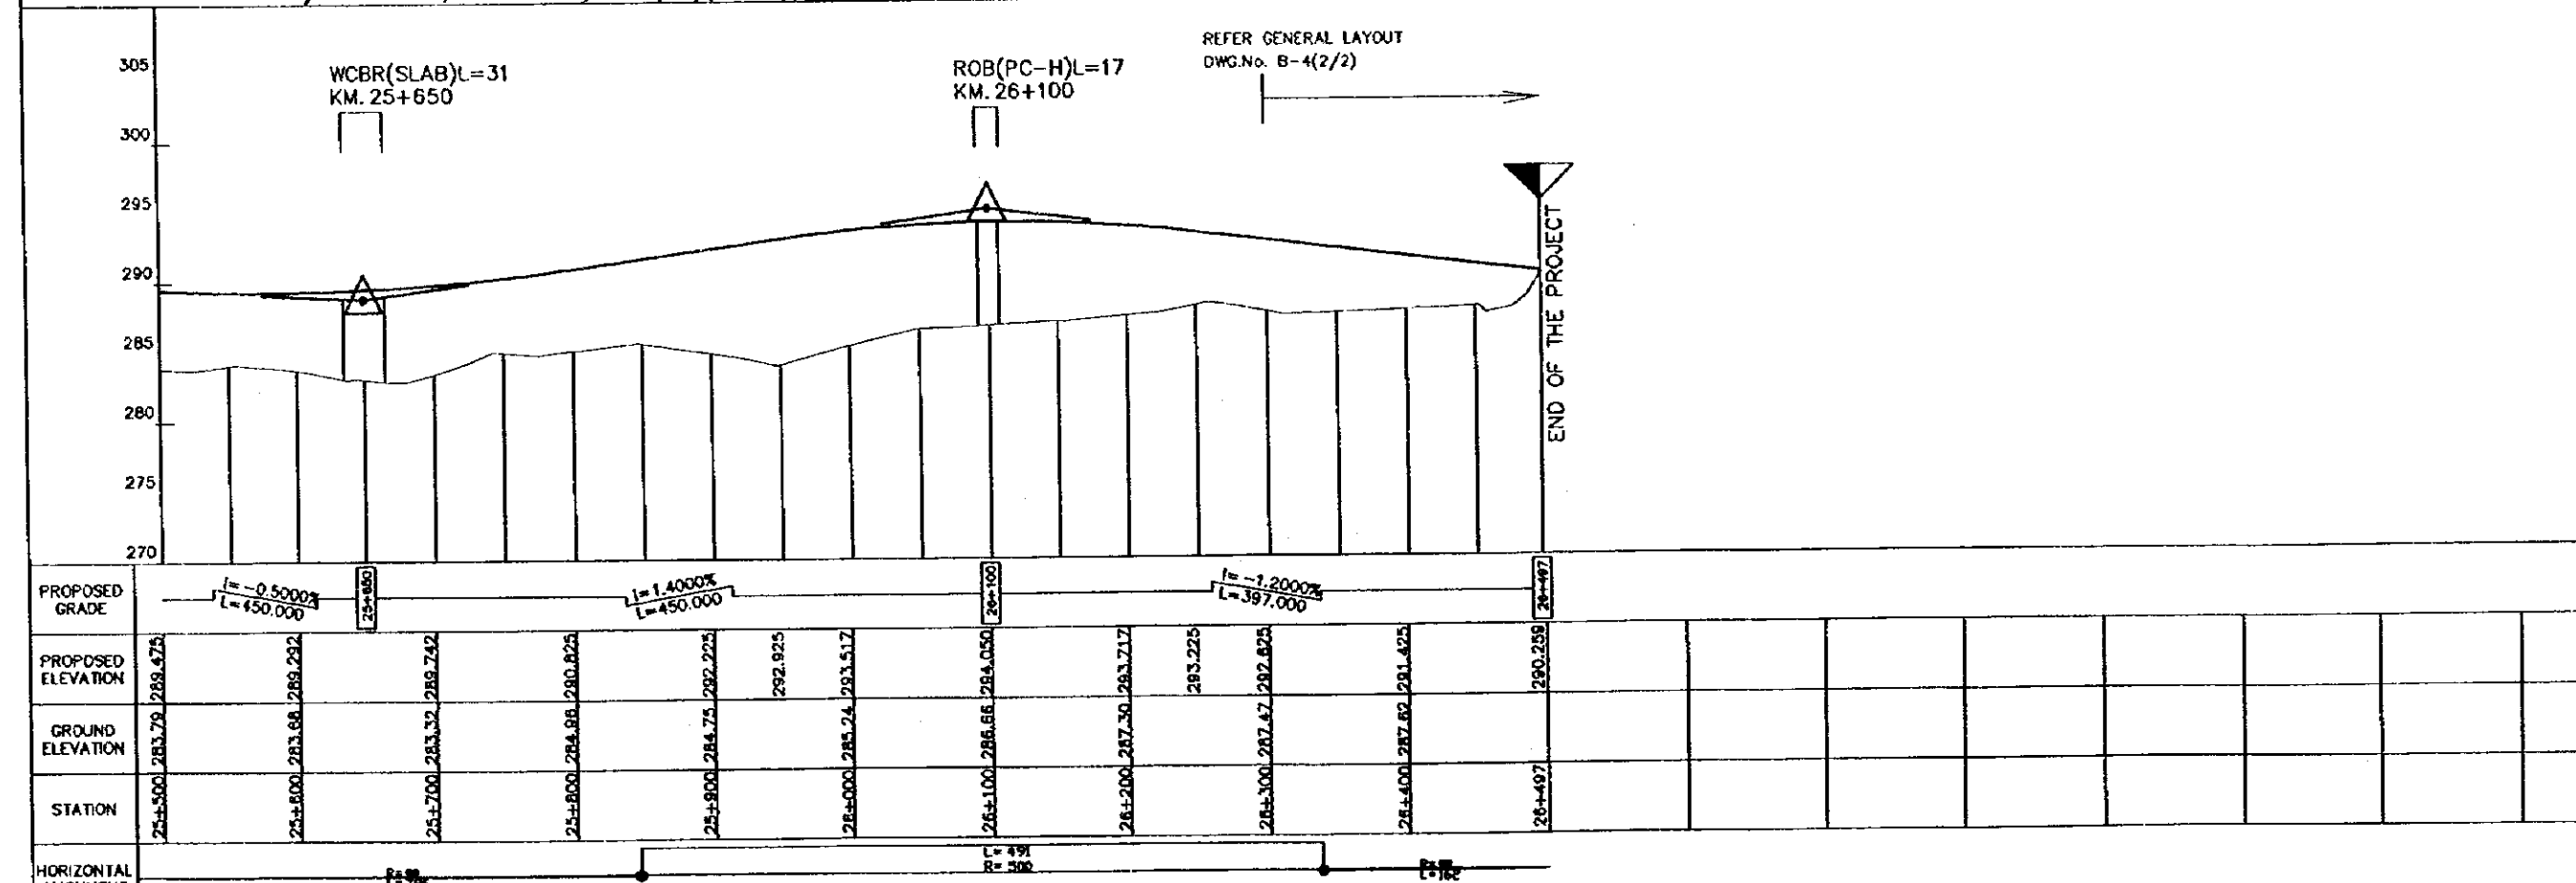 REFER GENERAL LAYOUT
DWG.No. B-4(2/2)
WCBR(SLAB)L=31
KM. 25+650
ROB(PC-H)L=17
KM. 26+100
305
300
295
290
285
280
275
270
END OF THE PROJECT
PROPOSED GRADE
i=-0.5000%
L=450.000
25+650
i=1.4000%
L=450.000
26+100
i=-1.2000%
L=397.000
26+497
PROPOSED ELEVATION
289.475
289.292
289.742
290.825
292.225
292.925
293.517
294.050
293.717
293.225
292.625
291.425
290.259
GROUND ELEVATION
283.79
283.68
283.32
284.96
284.75
285.24
286.66
287.30
287.47
287.62
STATION
25+500
25+600
25+700
25+800
25+900
26+000
26+100
26+200
26+300
26+400
26+497
HORIZONTAL
L= 491
R= 500